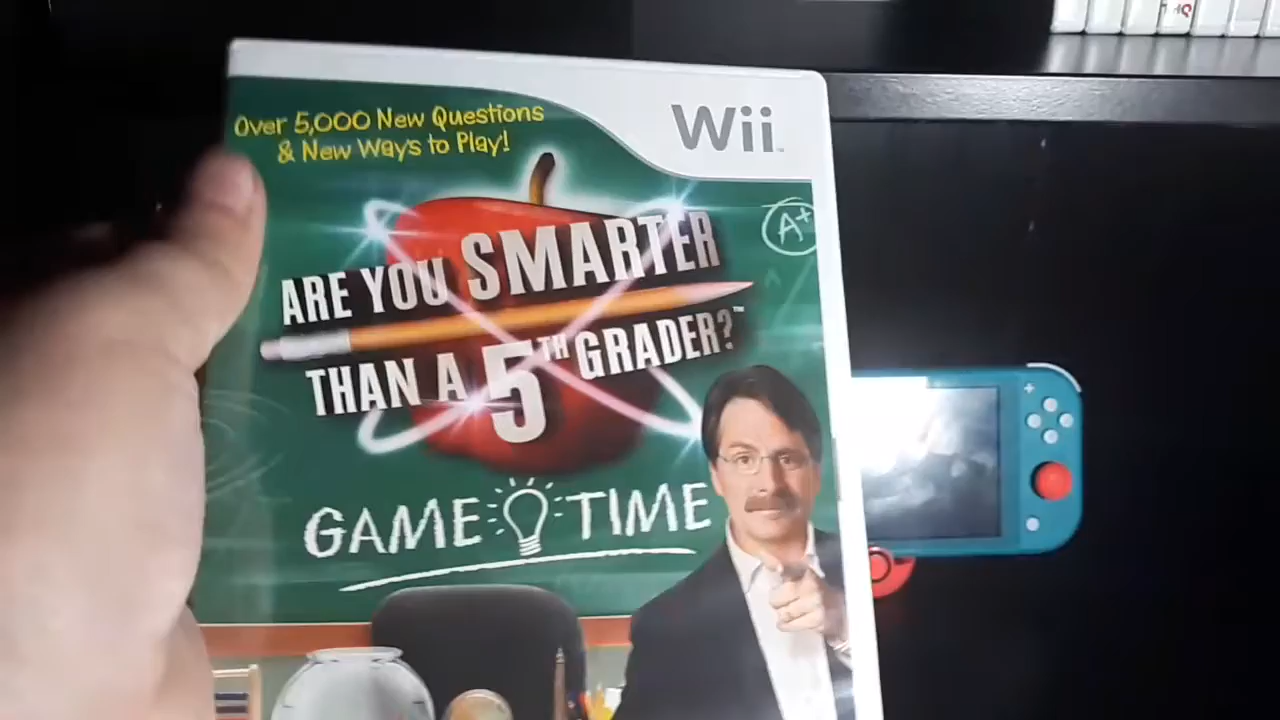 Over 5,000 New Questions
& New Ways to Play!
Wii
A+
ARE YOU SMARTER
THAN A 5TH GRADER?™
GAME TIME
THQ